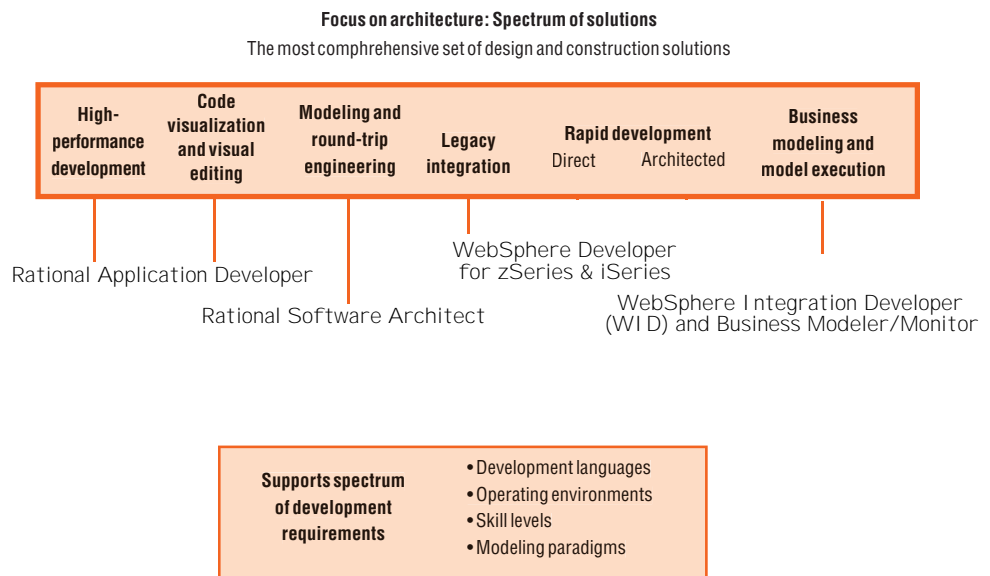 Focus on architecture: Spectrum of solutions
The most comphrehensive set of design and construction solutions
High-
performance
development
Code
visualization
and visual
editing
Modeling and
round-trip
engineering
Legacy
integration
Rapid development
Direct
Architected
Business
modeling and
model execution
Rational Application Developer
Rational Software Architect
WebSphere Developer
for zSeries & iSeries
WebSphere Integration Developer
(WID) and Business Modeler/Monitor
Supports spectrum
of development
requirements
• Development languages
• Operating environments
• Skill levels
• Modeling paradigms